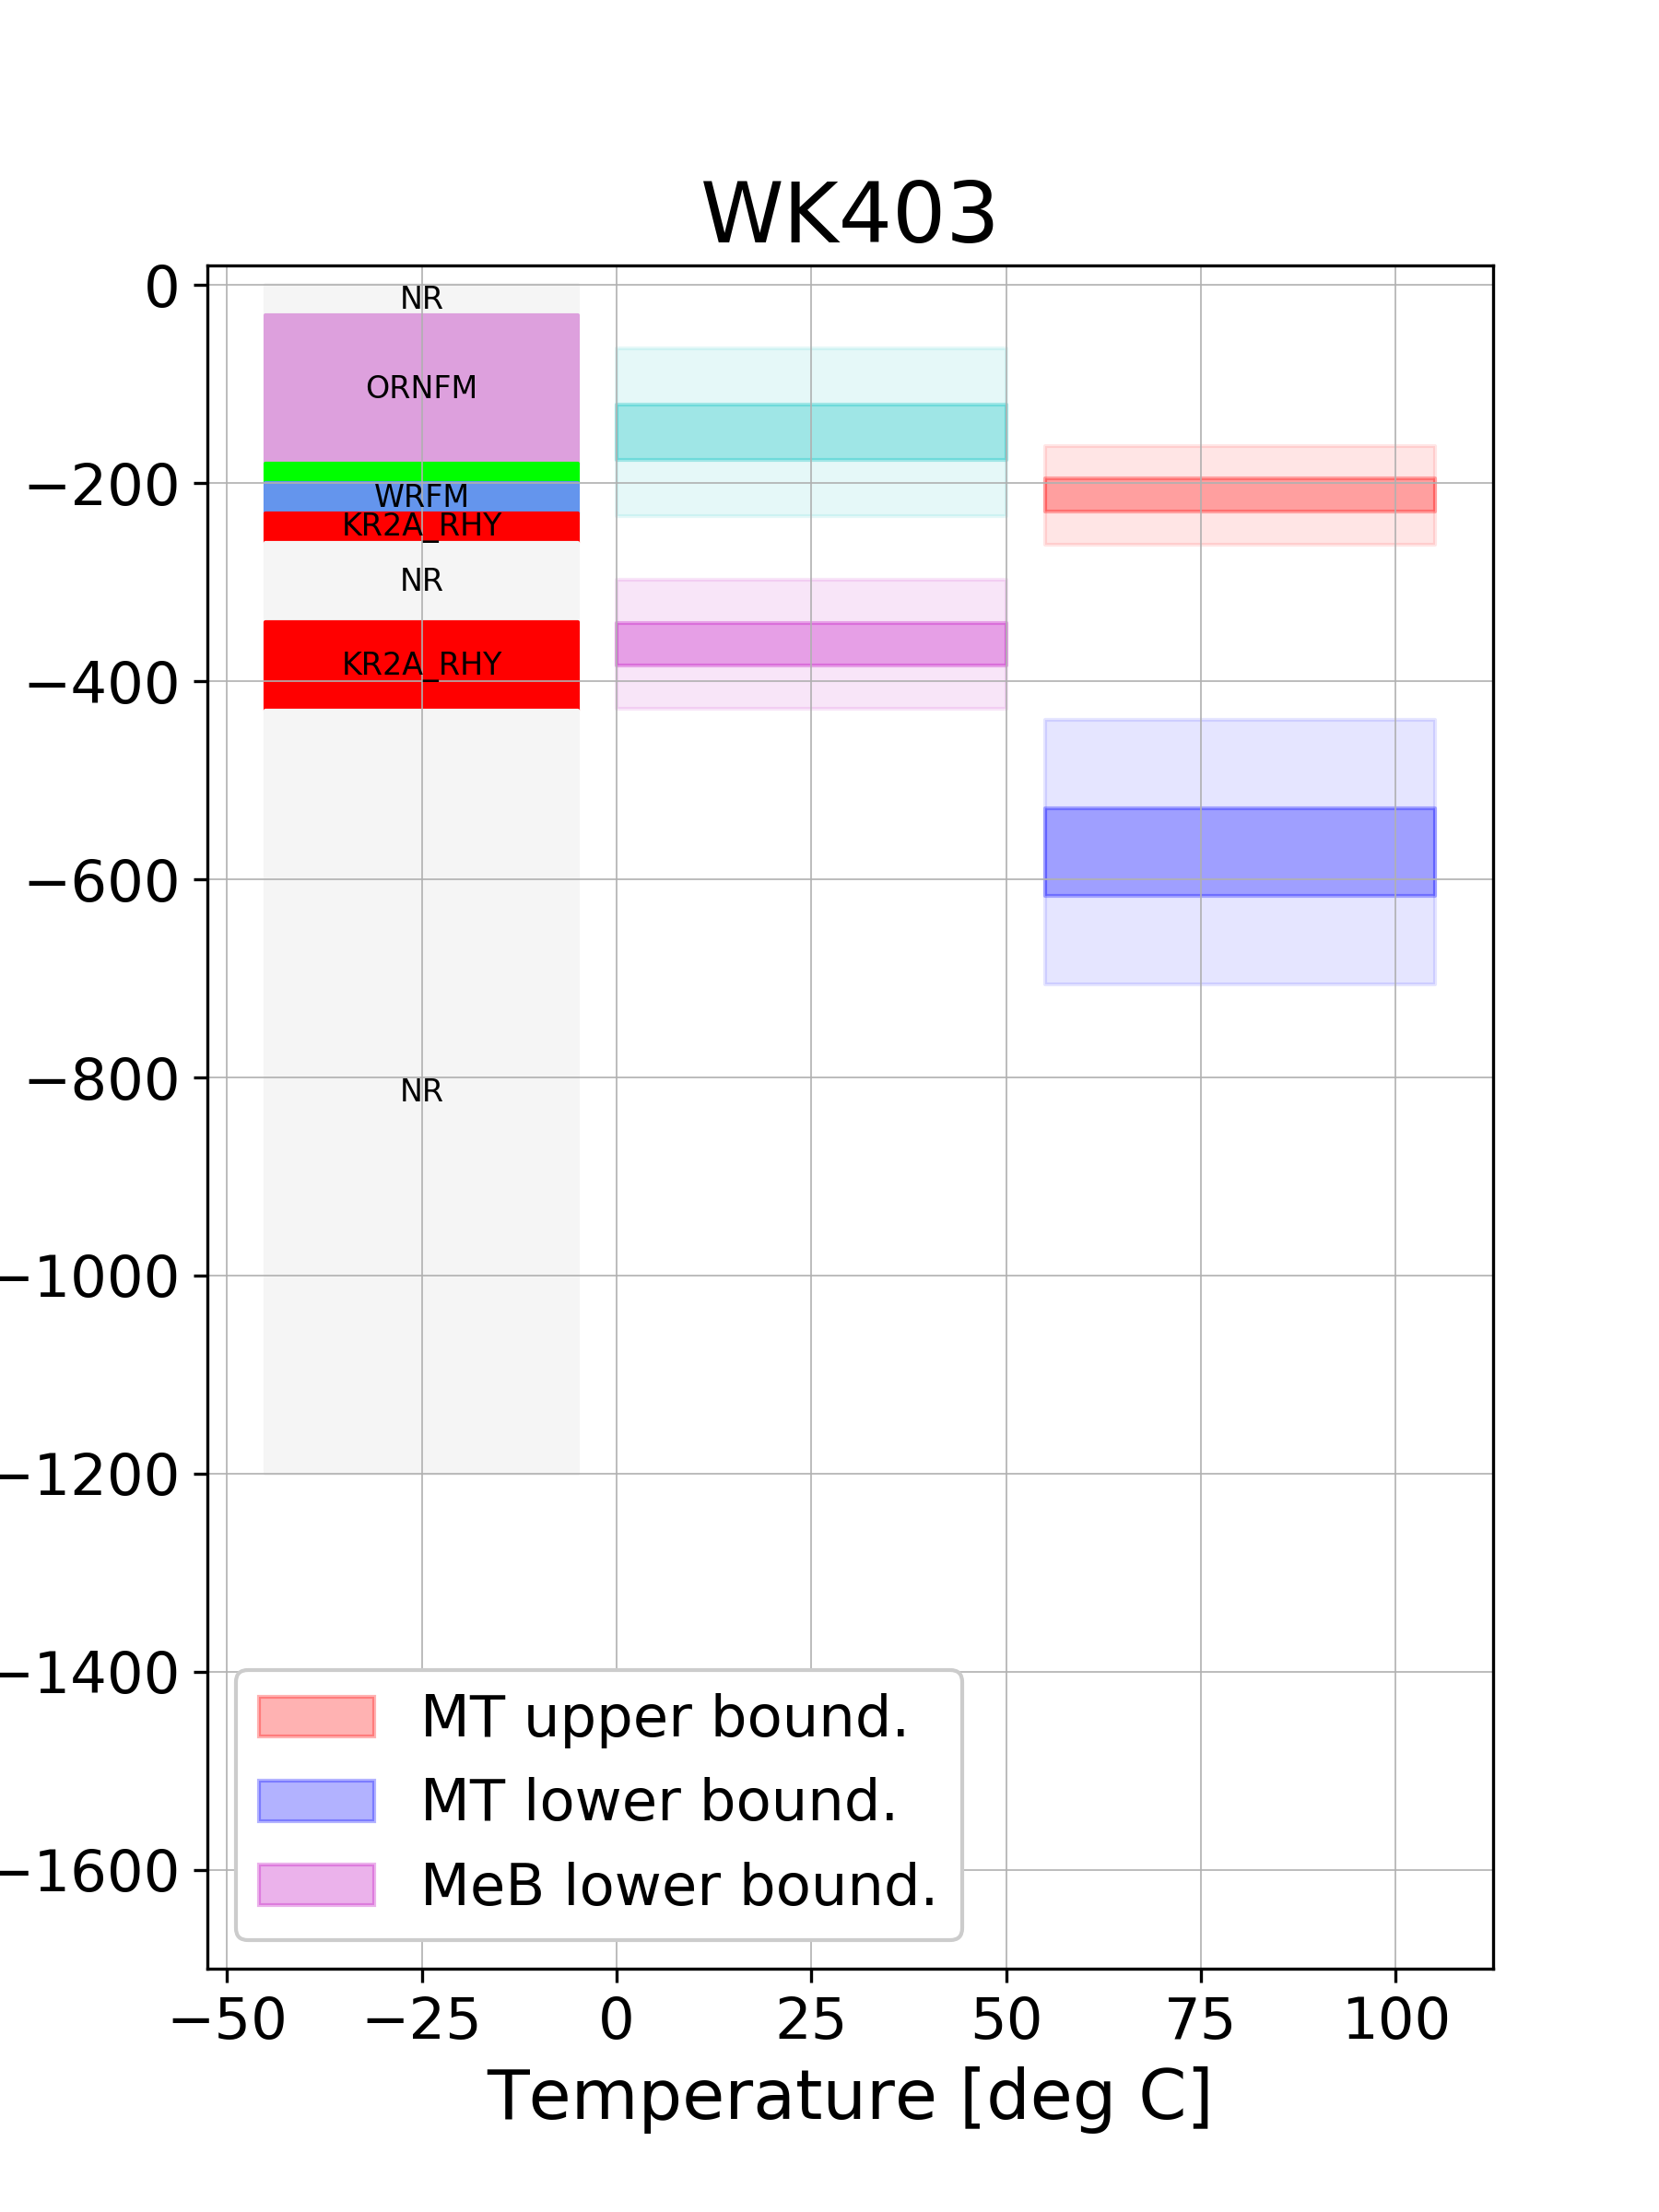 WK403
0
−200
−400
−600
−800
−1000
−1200
−1400
−1600
NR
ORNFM
WRFM
KR2A_RHY
NR
KR2A_RHY
NR
MT upper bound.
MT lower bound.
MeB lower bound.
−50 −25 0 25 50 75 100
Temperature [deg C]